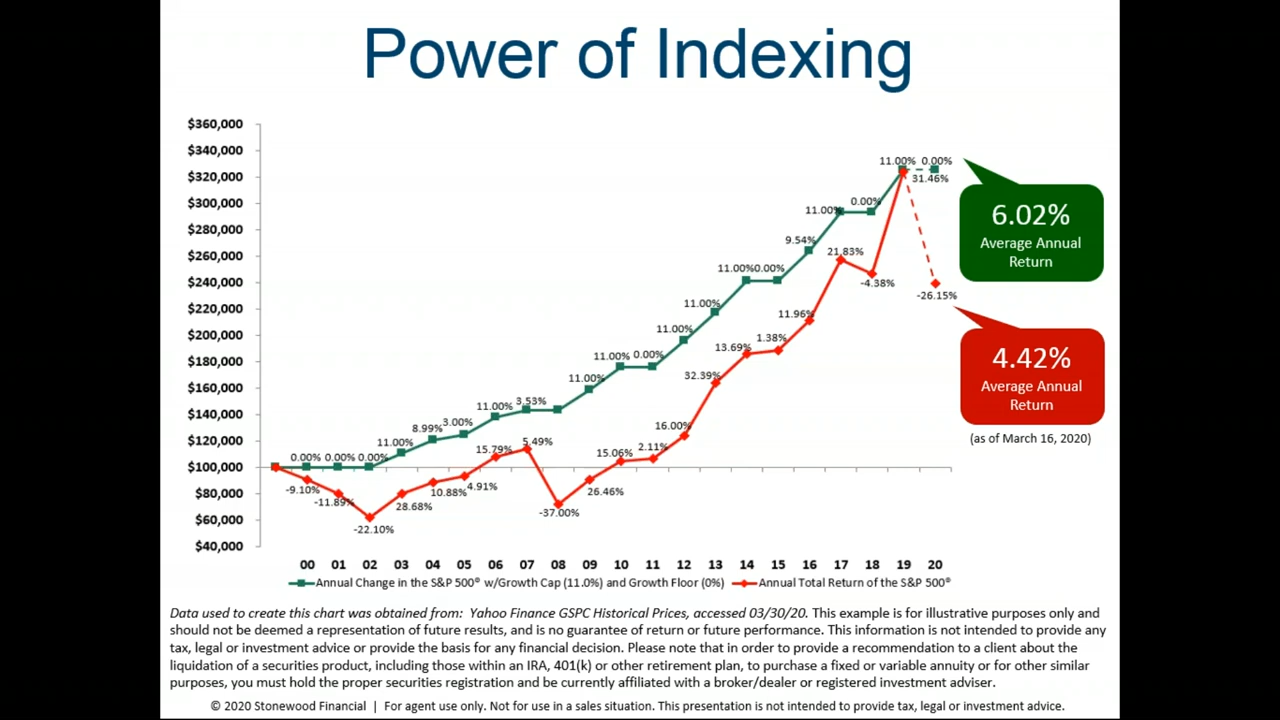 Power of Indexing
$360,000
$340,000
$320,000
$300,000
$280,000
$260,000
$240,000
$220,000
$200,000
$180,000
$160,000
$140,000
$120,000
$100,000
$80,000
$60,000
$40,000
0.00% 0.00% 0.00% 11.00% 8.99% 3.00% 11.00% 3.53% 11.00% 11.00% 0.00% 11.00% 11.00% 11.00% 0.00% 9.54% 11.00% 0.00% 11.00% 0.00%
-9.10% -11.89% -22.10% 28.68% 10.88% 4.91% 15.79% 5.49% -37.00% 26.46% 15.06% 2.11% 16.00% 32.39% 13.69% 1.38% 11.96% 21.83% -4.38% 31.46% -26.15%
6.02%
Average Annual
Return
4.42%
Average Annual
Return
(as of March 16, 2020)
00 01 02 03 04 05 06 07 08 09 10 11 12 13 14 15 16 17 18 19 20
Annual Change in the S&P 500® w/Growth Cap (11.0%) and Growth Floor (0%) Annual Total Return of the S&P 500®
Data used to create this chart was obtained from: Yahoo Finance GSPC Historical Prices, accessed 03/30/20. This example is for illustrative purposes only and
should not be deemed a representation of future results, and is no guarantee of return or future performance. This information is not intended to provide any
tax, legal or investment advice or provide the basis for any financial decision. Please note that in order to provide a recommendation to a client about the
liquidation of a securities product, including those within an IRA, 401(k) or other retirement plan, to purchase a fixed or variable annuity or for other similar
purposes, you must hold the proper securities registration and be currently affiliated with a broker/dealer or registered investment adviser.
© 2020 Stonewood Financial | For agent use only. Not for use in a sales situation. This presentation is not intended to provide tax, legal or investment advice.